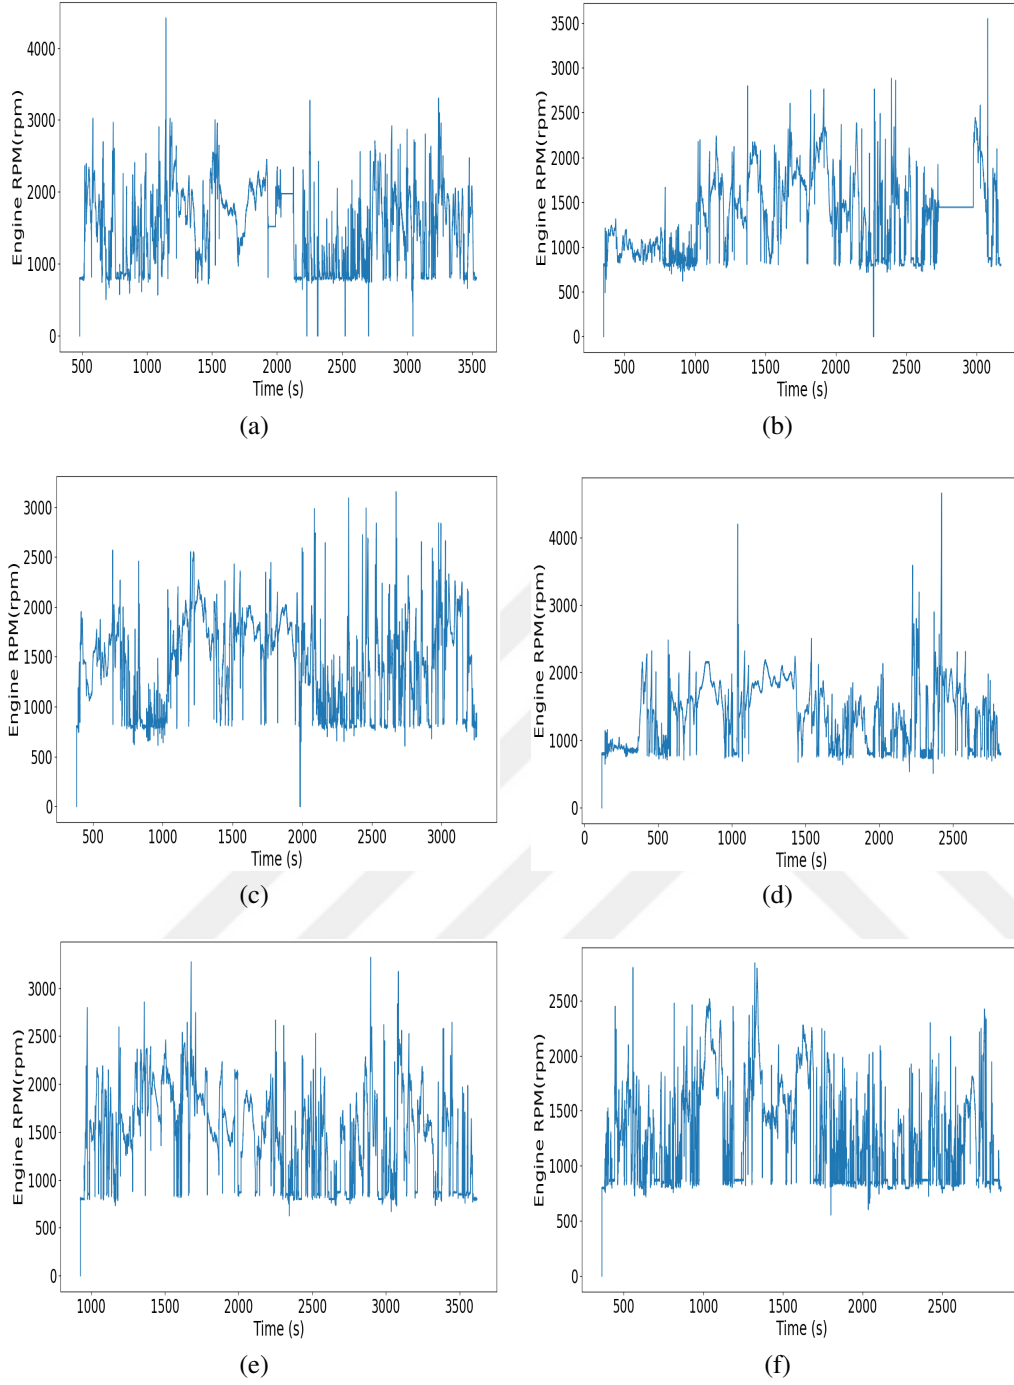 4000
3000
2000
1000
0
Engine RPM(rpm)
500 1000 1500 2000 2500 3000 3500
Time (s)
(a)
3500
3000
2500
2000
1500
1000
500
0
Engine RPM(rpm)
500 1000 1500 2000 2500 3000
Time (s)
(b)
3000
2500
2000
1500
1000
500
0
Engine RPM(rpm)
500 1000 1500 2000 2500 3000
Time (s)
(c)
4000
3000
2000
1000
0
Engine RPM(rpm)
0 500 1000 1500 2000 2500
Time (s)
(d)
3000
2500
2000
1500
1000
500
0
Engine RPM(rpm)
1000 1500 2000 2500 3000 3500
Time (s)
(e)
2500
2000
1500
1000
500
0
Engine RPM(rpm)
500 1000 1500 2000 2500
Time (s)
(f)